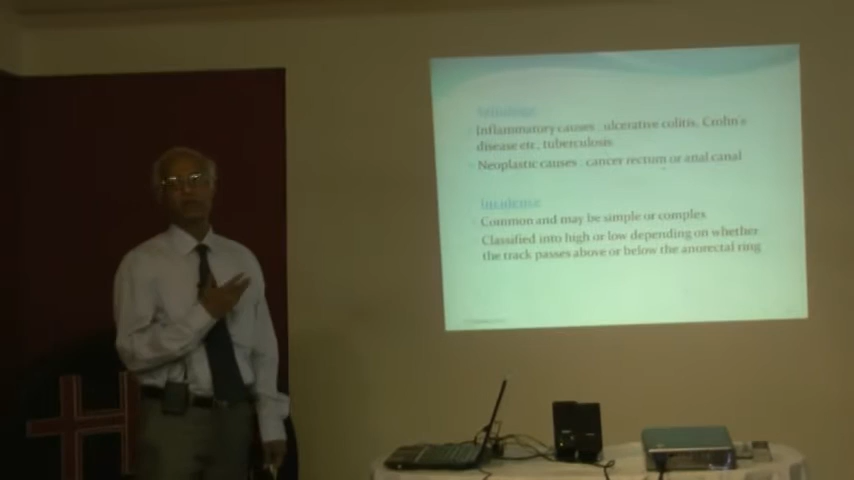 Inflammatory causes : ulcerative colitis, Crohn's
disease etc, tuberculosis
Neoplastic causes : cancer rectum or anal canal
Incidence
Common and may be simple or complex
Classified into high or low depending on whether
the track passes above or below the anorectal ring